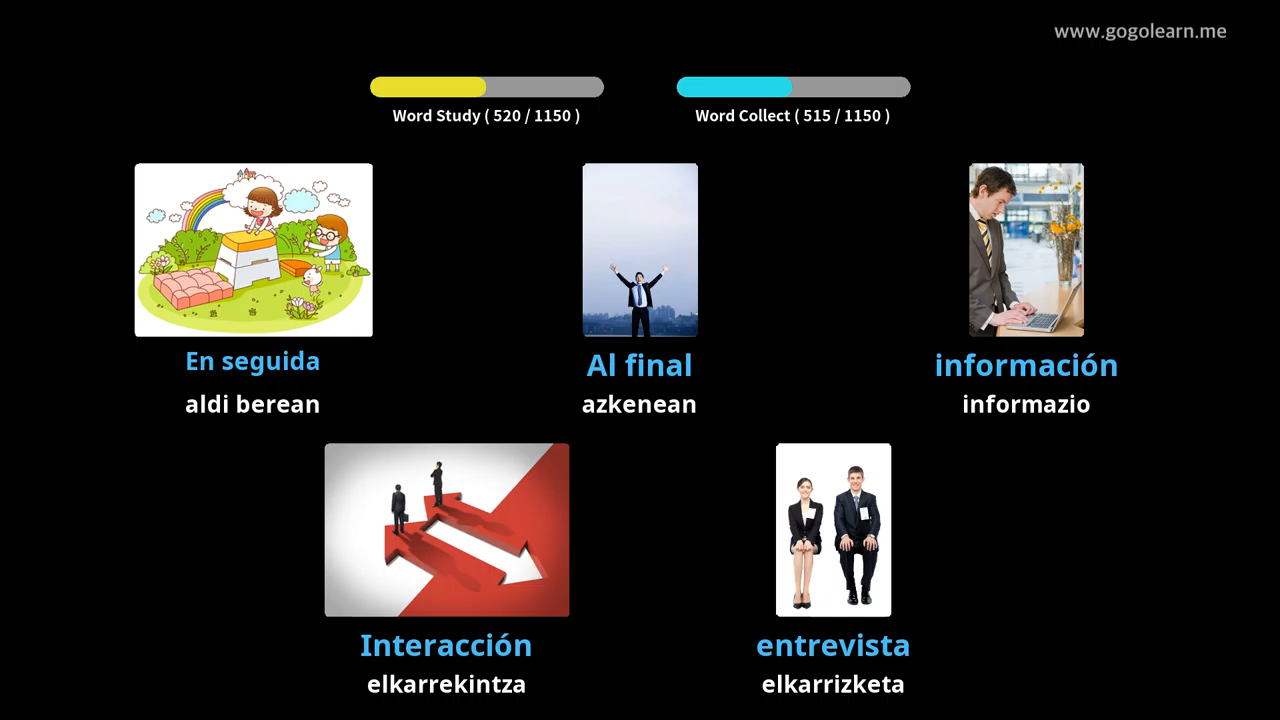 www.gogolearn.me
Word Study ( 520 / 1150 )
Word Collect ( 515 / 1150 )
En seguida
aldi berean
Al final
azkenean
información
informazio
Interacción
elkarrekintza
entrevista
elkarrizketa